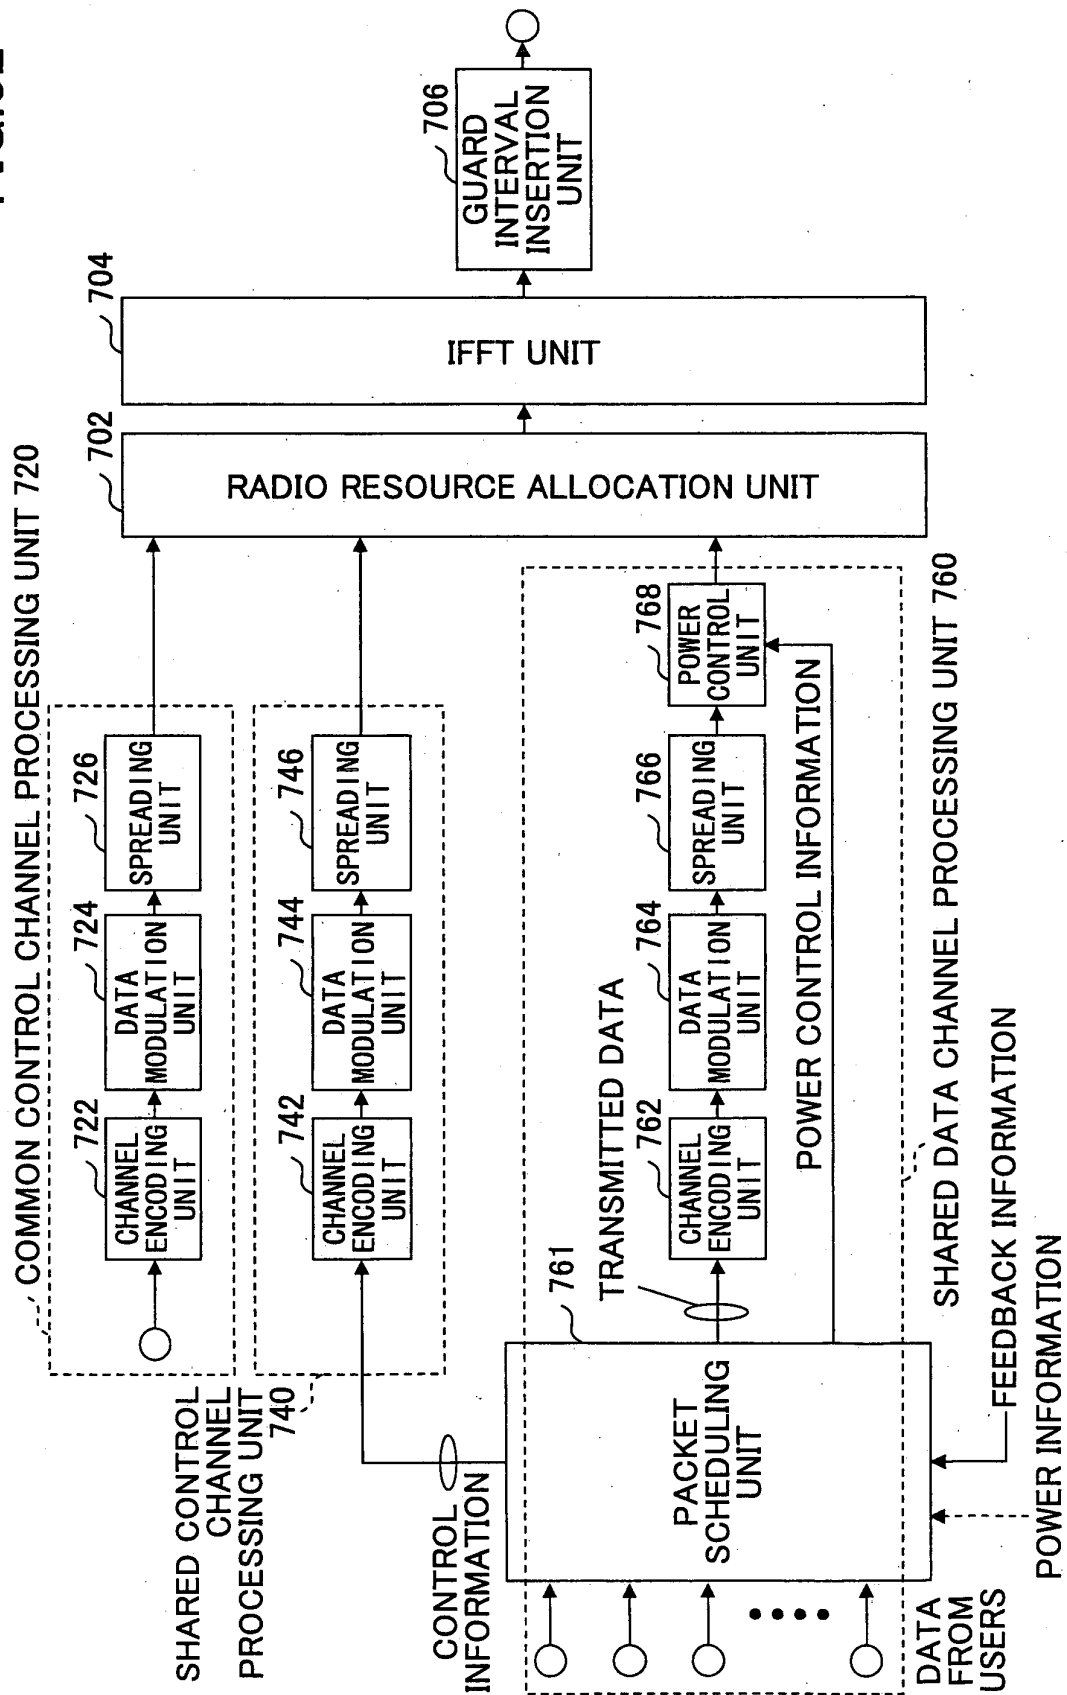 COMMON CONTROL CHANNEL PROCESSING UNIT 720
722
CHANNEL
ENCODING
UNIT
724
DATA
MODULATION
UNIT
726
SPREADING
UNIT
SHARED CONTROL
CHANNEL
PROCESSING UNIT
740
742
CHANNEL
ENCODING
UNIT
744
DATA
MODULATION
UNIT
746
SPREADING
UNIT
702
RADIO RESOURCE ALLOCATION UNIT
704
IFFT UNIT
706
GUARD
INTERVAL
INSERTION
UNIT
CONTROL
INFORMATION
761
PACKET
SCHEDULING
UNIT
TRANSMITTED DATA
762
CHANNEL
ENCODING
UNIT
764
DATA
MODULATION
UNIT
766
SPREADING
UNIT
768
POWER
CONTROL
UNIT
POWER CONTROL INFORMATION
SHARED DATA CHANNEL PROCESSING UNIT 760
DATA
FROM
USERS
FEEDBACK INFORMATION
POWER INFORMATION